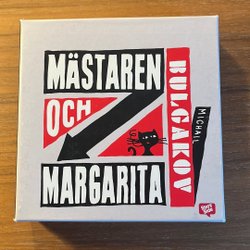 MÄSTAREN
OCH
MARGARITA
BULGAKOV
MICHAIL